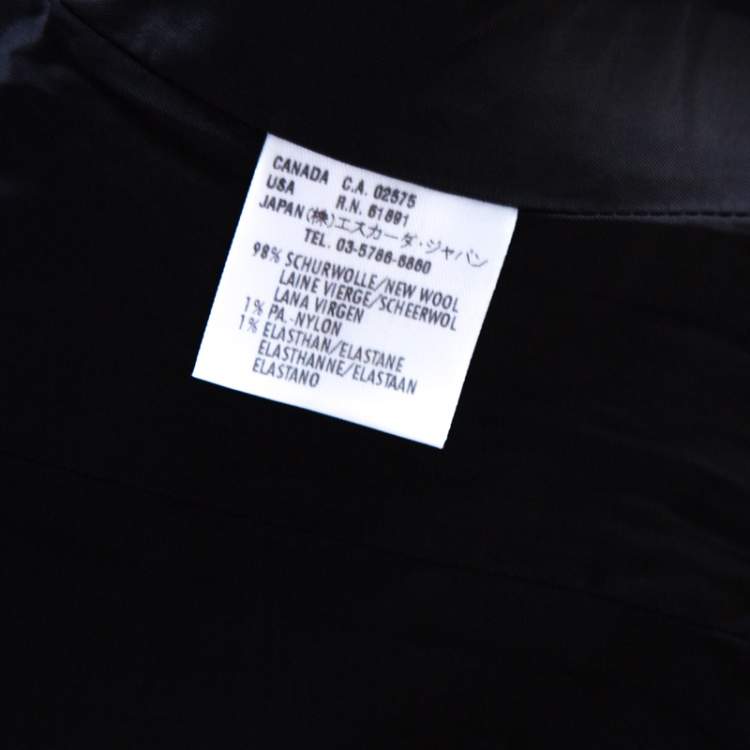 CANADA C.A. 02575
USA R.N. 61891
JAPAN (株)エスカーダ・ジャパン
TEL. 03-5786-6660
98% SCHURWOLLE/NEW WOOL
LAINE VIERGE/SCHEERWOL
LANA VIRGEN
1% PA.-NYLON
1% ELASTHAN/ELASTANE
ELASTHANNE/ELASTAAN
ELASTANO